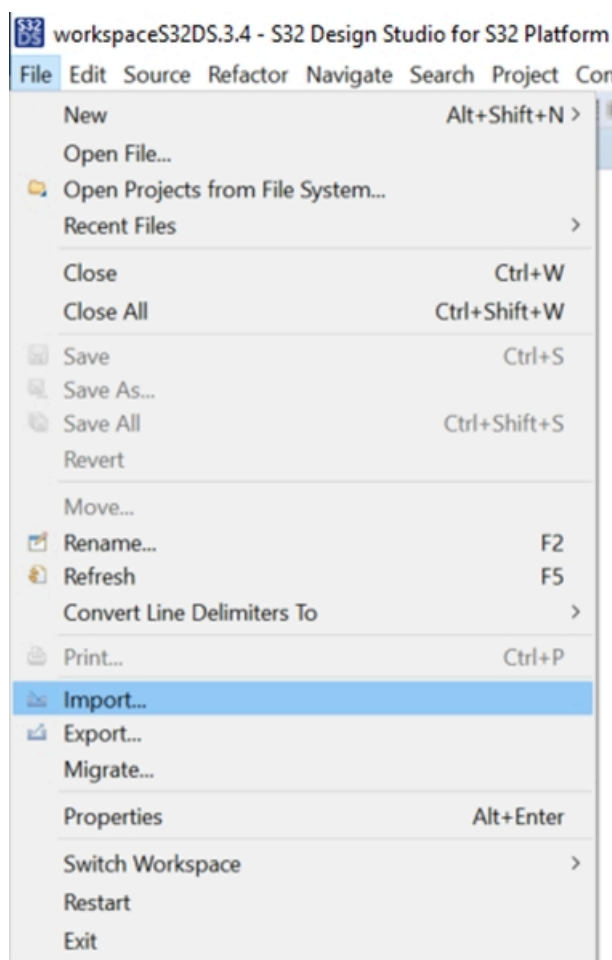 S32
DS workspaceS32DS.3.4 - S32 Design Studio for S32 Platform
File Edit Source Refactor Navigate Search Project
New Alt+Shift+N >
Open File...
Open Projects from File System...
Recent Files >
Close Ctrl+W
Close All Ctrl+Shift+W
Save Ctrl+S
Save As...
Save All Ctrl+Shift+S
Revert
Move...
Rename... F2
Refresh F5
Convert Line Delimiters To >
Print... Ctrl+P
Import...
Export...
Migrate...
Properties Alt+Enter
Switch Workspace >
Restart
Exit